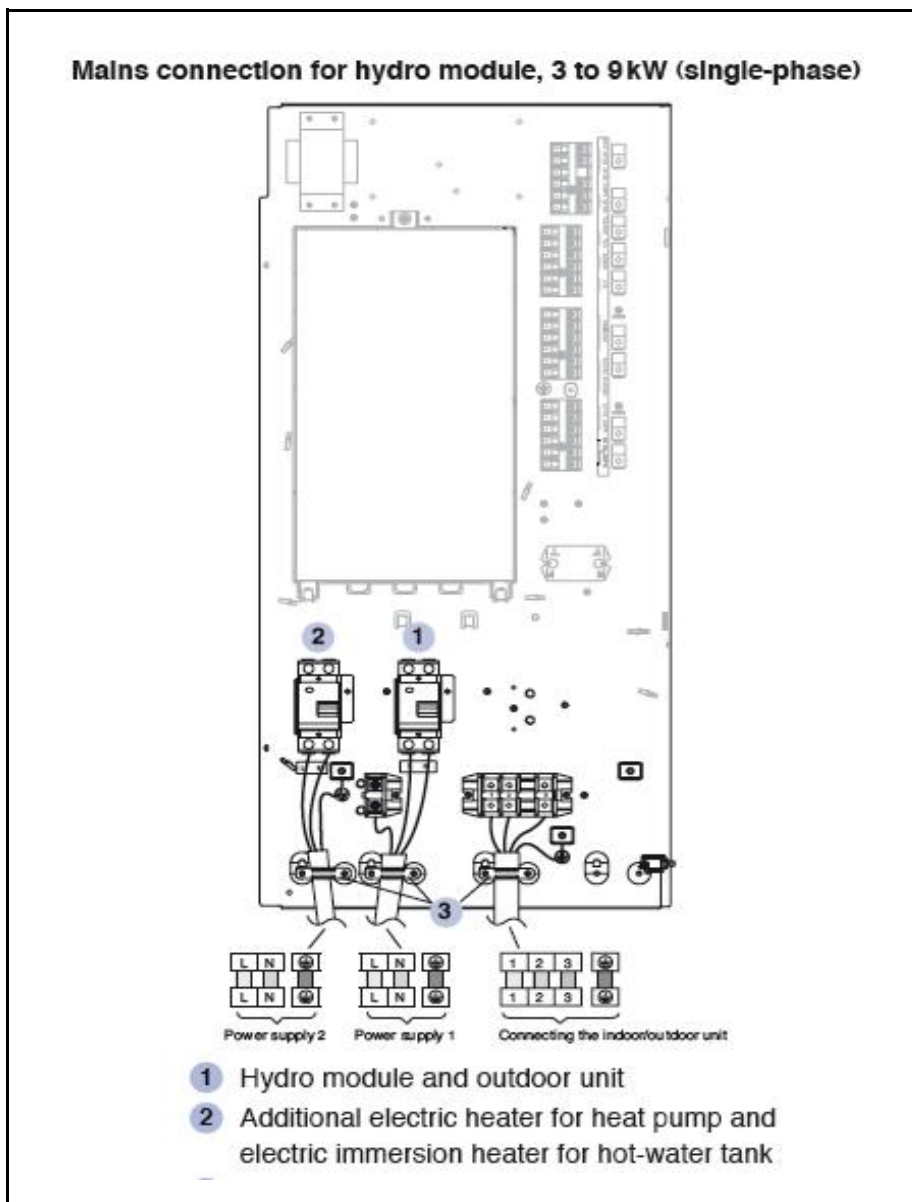 Mains connection for hydro module, 3 to 9kW (single-phase)
2
1
3
L N
L N
1 2 3
L N
L N
1 2 3
Power supply 2
Power supply 1
Connecting the indoor/outdoor unit
1 Hydro module and outdoor unit
2 Additional electric heater for heat pump and
electric immersion heater for hot-water tank